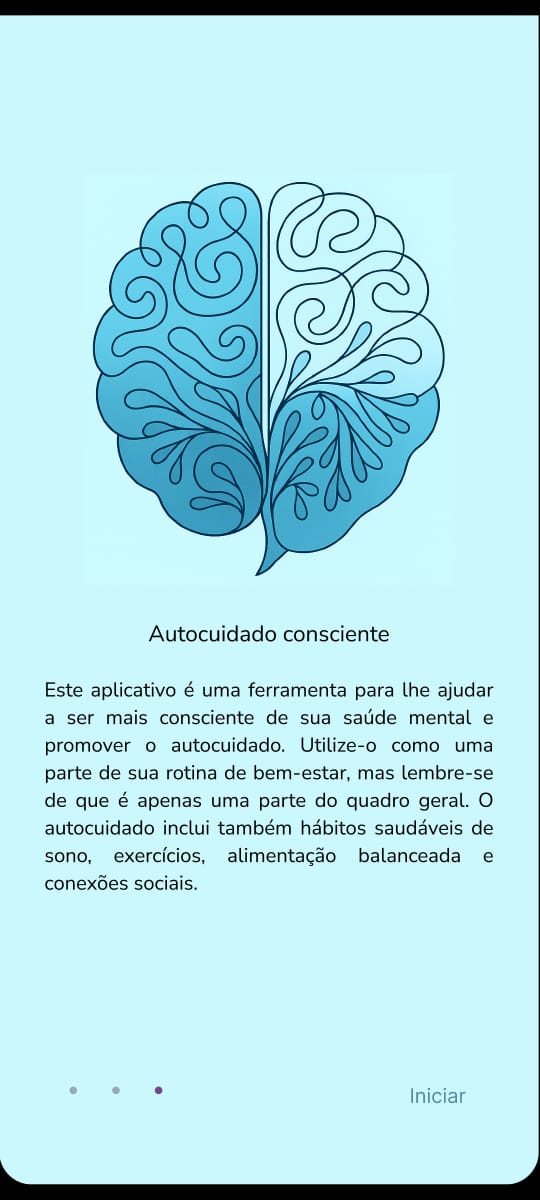 Autocuidado consciente
Este aplicativo é uma ferramenta para lhe ajudar
a ser mais consciente de sua saúde mental e
promover o autocuidado. Utilize-o como uma
parte de sua rotina de bem-estar, mas lembre-se
de que é apenas uma parte do quadro geral. O
autocuidado inclui também hábitos saudáveis de
sono, exercícios, alimentação balanceada e
conexões sociais.
Iniciar